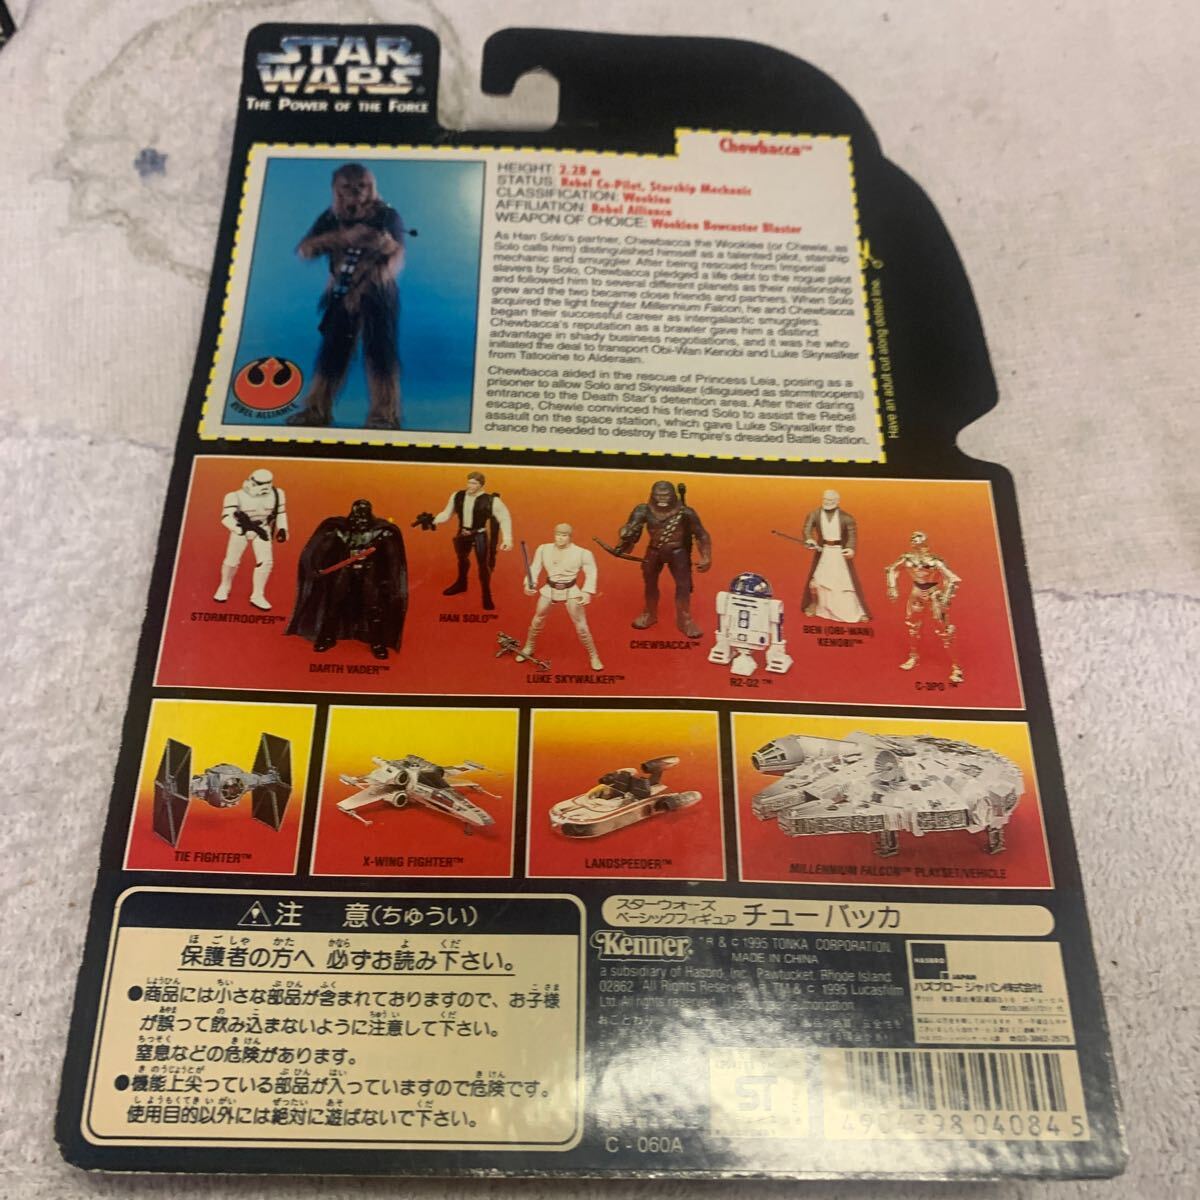 STAR
WARS
THE POWER OF THE FORCE
Chewbacca™
HEIGHT: 2.28 m
STATUS: Rebel Co-Pilot, Starship Mechanic
CLASSIFICATION: Wookiee
AFFILIATION: Rebel Alliance
WEAPON OF CHOICE: Wookiee Bowcaster Blaster
As Han Solo's partner, Chewbacca the Wookiee (or Chewie, as
Solo calls him) distinguished himself as a talented pilot, starship
mechanic and smuggler. After being rescued from Imperial
slavers by Solo, Chewbacca pledged a life debt to the rogue pilot
and followed him to several different planets as their relationship
grew and the two became close friends and partners. When Solo
acquired the light freighter Millennium Falcon, he and Chewbacca
began their successful career as intergalactic smugglers.
Chewbacca's reputation as a brawler gave him a distinct
advantage in shady business negotiations, and it was he who
initiated the deal to transport Obi-Wan Kenobi and Luke Skywalker
from Tatooine to Alderaan.
Chewbacca aided in the rescue of Princess Leia, posing as a
prisoner to allow Solo and Skywalker (disguised as stormtroopers)
entrance to the Death Star's detention area. After their daring
escape, Chewie convinced his friend Solo to assist the Rebel
assault on the space station, which gave Luke Skywalker the
chance he needed to destroy the Empire's dreaded Battle Station.
REBEL ALLIANCE
Have an adult cut along dotted line.
STORMTROOPER™
DARTH VADER™
HAN SOLO™
LUKE SKYWALKER™
CHEWBACCA™
R2-D2™
BEN (OBI-WAN)
KENOBI™
C-3PO™
TIE FIGHTER™
X-WING FIGHTER™
LANDSPEEDER™
MILLENNIUM FALCON™ PLAYSET/VEHICLE
⚠注 意(ちゅうい)
保護者の方へ 必ずお読み下さい。
●商品には小さな部品が含まれておりますので、お子様
が誤って飲み込まないように注意して下さい。
窒息などの危険があります。
●機能上尖っている部品が入っていますので危険です。
使用目的以外には絶対に遊ばないで下さい。
スターウォーズ
ベーシックフィギュア チューバッカ
Kenner ® & © 1995 TONKA CORPORATION
MADE IN CHINA
a subsidiary of Hasbro, Inc., Pawtucket, Rhode Island
02862 All Rights Reserved. ®, ™ & © 1995 Lucasfilm
Ltd. All rights reserved.
HASBRO
JAPAN
ハズブロー ジャパン株式会社
☎03-3862-2575
ST
C-060A
4904398040845